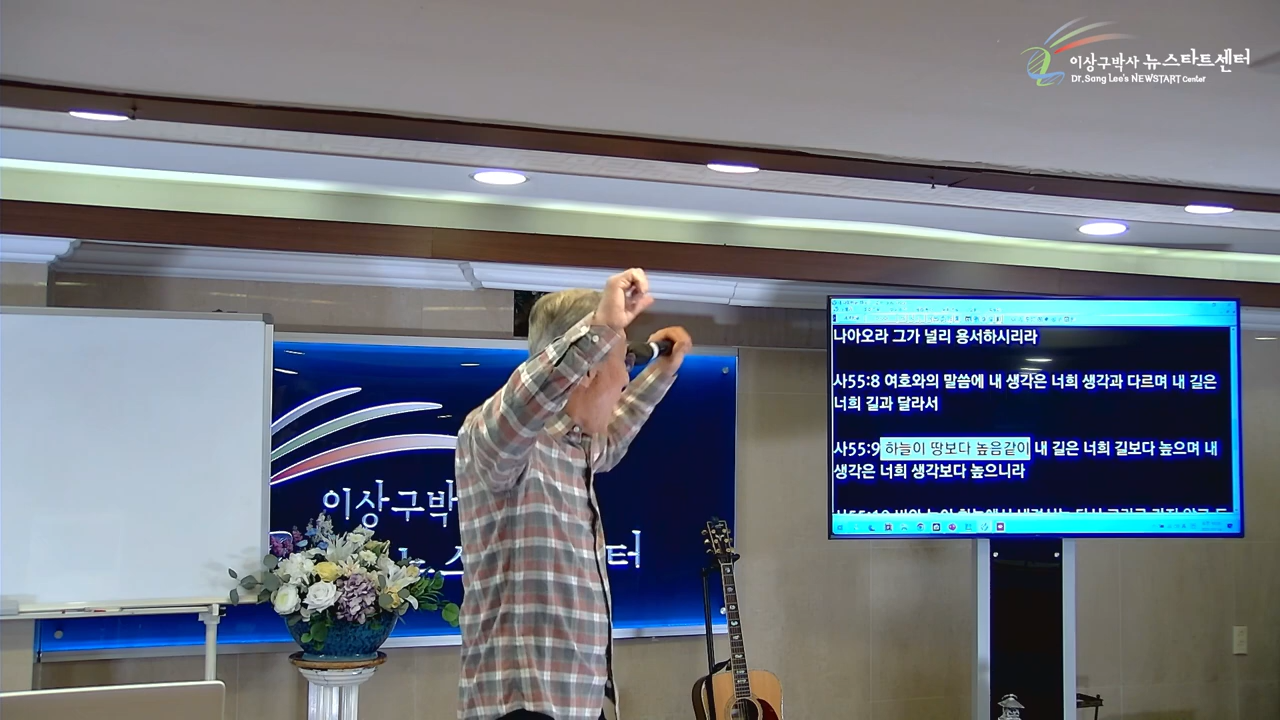 이상구박사 뉴스타트센터
Dr. Sang Lee's NEWSTART Center
나아오라 그가 널리 용서하시리라
사55:8 여호와의 말씀에 내 생각은 너희 생각과 다르며 내 길은
너희 길과 달라서
사55:9 하늘이 땅보다 높음같이 내 길은 너희 길보다 높으며 내
생각은 너희 생각보다 높으니라
이상구박
터